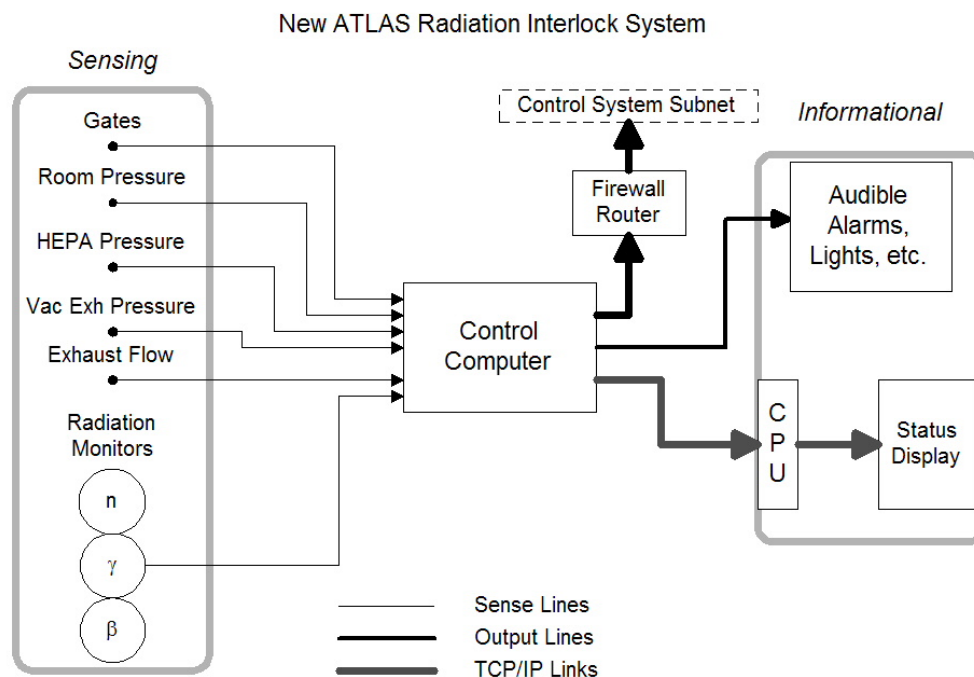 New ATLAS Radiation Interlock System
Sensing
Gates
Room Pressure
HEPA Pressure
Vac Exh Pressure
Exhaust Flow
Radiation
Monitors
n
γ
β
Control
Computer
Control System Subnet
Firewall
Router
Informational
Audible
Alarms,
Lights, etc.
C
P
U
Status
Display
Sense Lines
Output Lines
TCP/IP Links